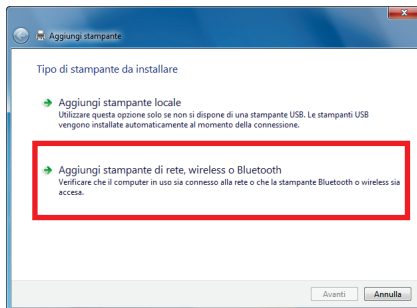 Aggiungi stampante
Tipo di stampante da installare
Aggiungi stampante locale
Utilizzare questa opzione solo se non si dispone di una stampante USB. Le stampanti USB
vengono installate automaticamente al momento della connessione.
Aggiungi stampante di rete, wireless o Bluetooth
Verificare che il computer in uso sia connesso alla rete o che la stampante Bluetooth o wireless sia
accesa.
Avanti
Annulla